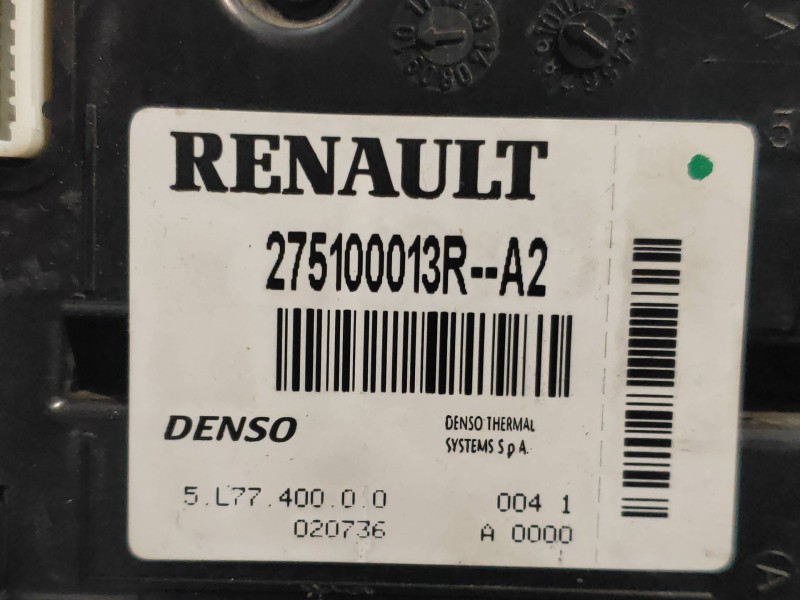 RENAULT
275100013R--A2
DENSO
DENSO THERMAL
SYSTEMS S p A.
5.L77.400.0.0
004 1
020736
A 0000